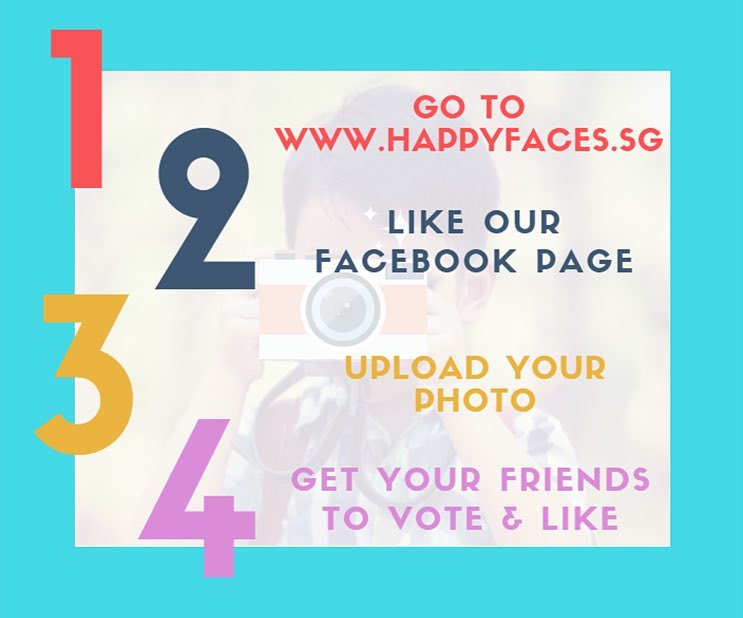 1
GO TO
WWW.HAPPYFACES.SG
2
LIKE OUR
FACEBOOK PAGE
3
UPLOAD YOUR
PHOTO
4
GET YOUR FRIENDS
TO VOTE & LIKE